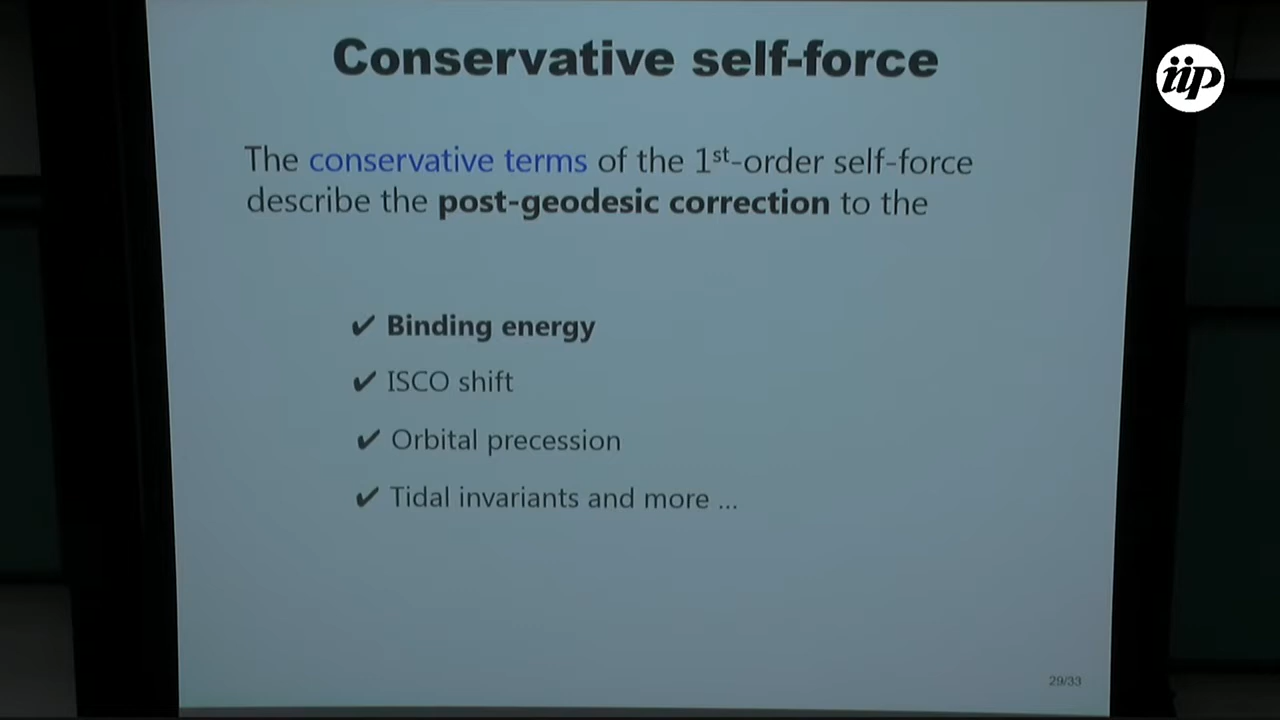 Conservative self-force
iip
The conservative terms of the 1st-order self-force
describe the post-geodesic correction to the
✔ Binding energy
✔ ISCO shift
✔ Orbital precession
✔ Tidal invariants and more ...
29/33